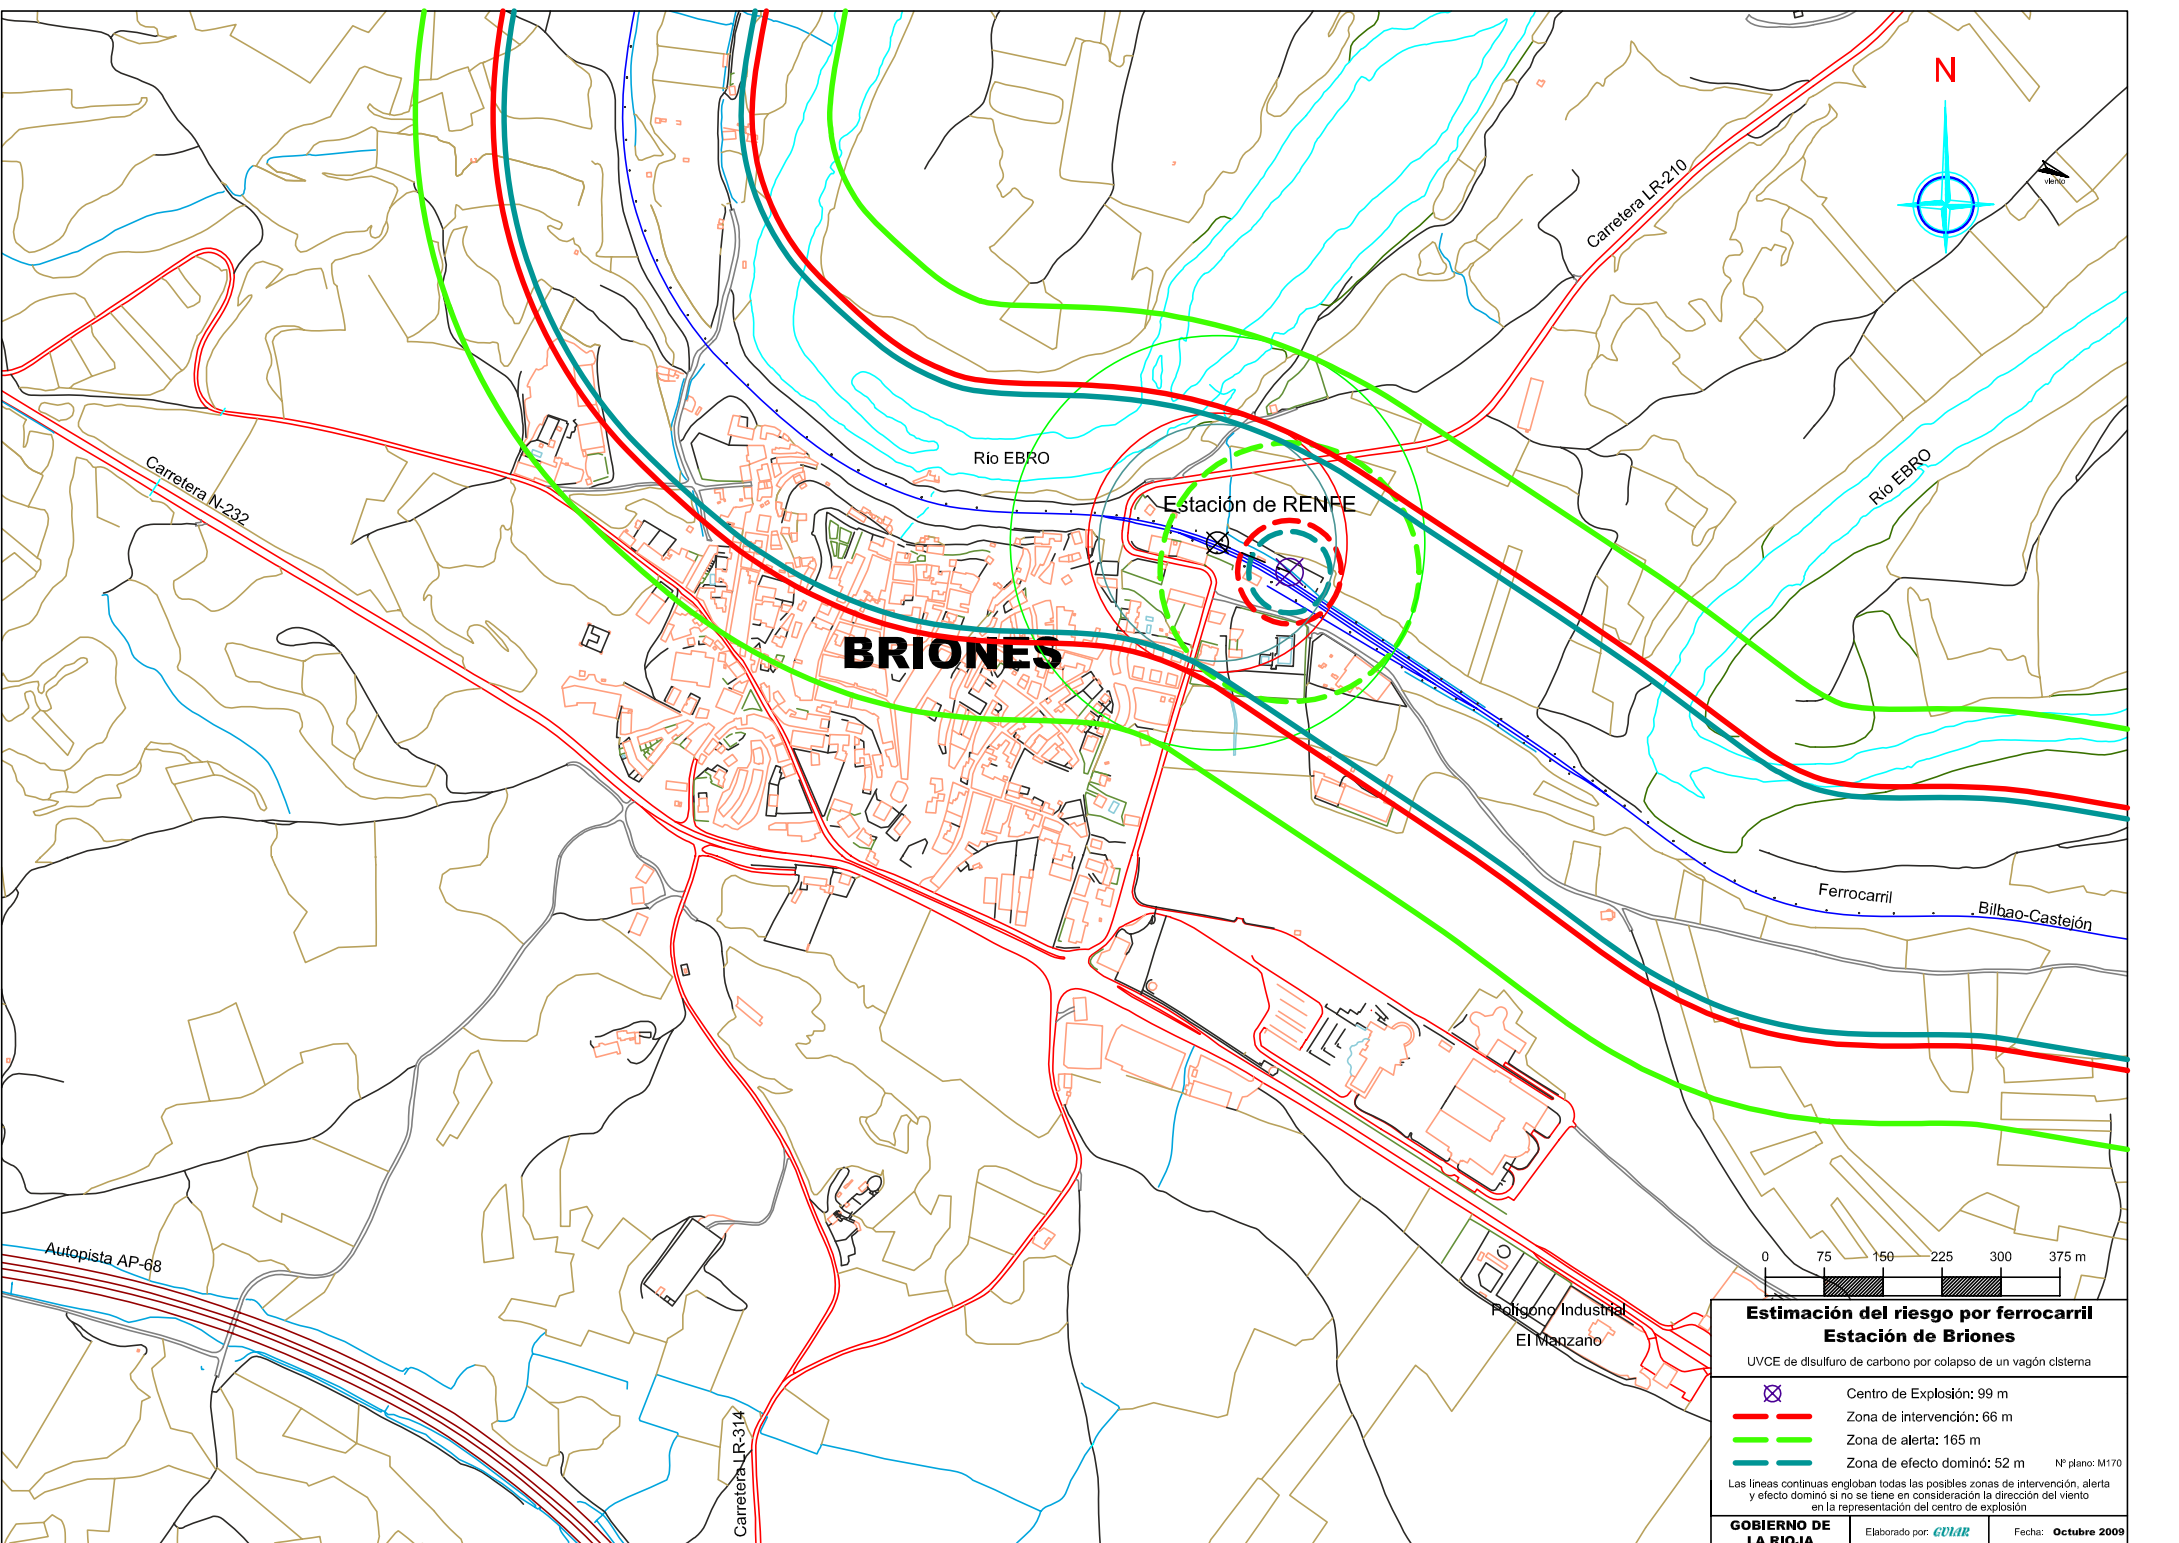 N
viento
Carretera LR-210
Carretera N-232
Río EBRO
Río EBRO
Estación de RENFE
BRIONES
Ferrocarril
Bilbao-Castejón
Autopista AP-68
Carretera LR-314
Polígono Industrial
El Manzano
0 75 150 225 300 375 m
Estimación del riesgo por ferrocarril
Estación de Briones
UVCE de disulfuro de carbono por colapso de un vagón cisterna
Centro de Explosión: 99 m
Zona de intervención: 66 m
Zona de alerta: 165 m
Zona de efecto dominó: 52 m
Nº plano: M170
Las líneas continuas engloban todas las posibles zonas de intervención, alerta
y efecto dominó si no se tiene en consideración la dirección del viento
en la representación del centro de explosión
GOBIERNO DE
LA RIOJA
Elaborado por: GUIAR
Fecha: Octubre 2009